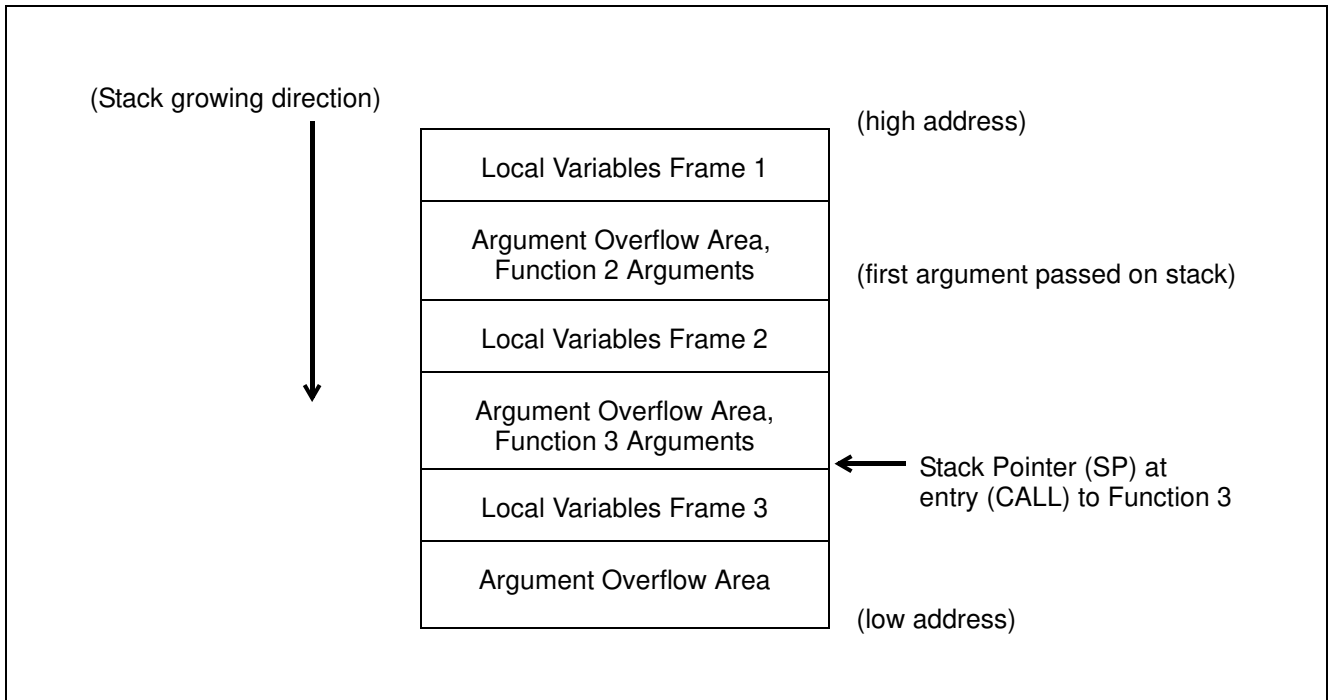 (Stack growing direction)
(high address)
Local Variables Frame 1
Argument Overflow Area,
Function 2 Arguments
(first argument passed on stack)
Local Variables Frame 2
Argument Overflow Area,
Function 3 Arguments
Stack Pointer (SP) at
entry (CALL) to Function 3
Local Variables Frame 3
Argument Overflow Area
(low address)